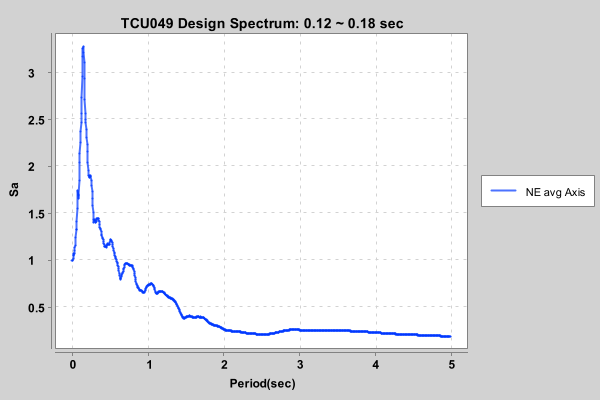 TCU049 Design Spectrum: 0.12 ~ 0.18 sec
Sa
3
2.5
2
1.5
1
0.5
0 1 2 3 4 5
Period(sec)
NE avg Axis